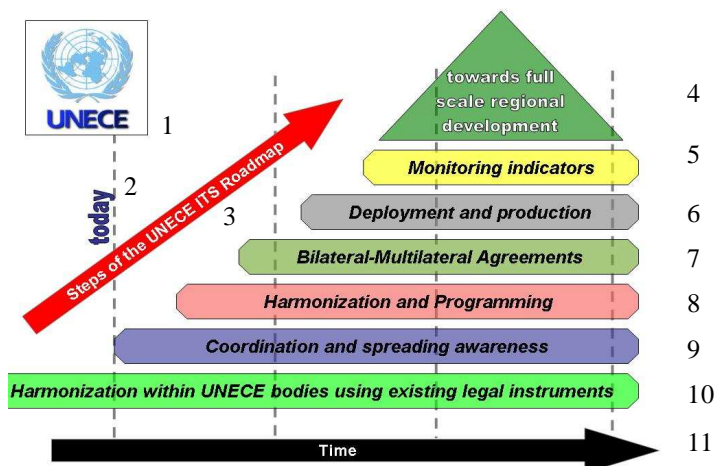 UNECE
1
today
2
Steps of the UNECE ITS Roadmap
3
towards full
scale regional
development
4
Monitoring indicators
5
Deployment and production
6
Bilateral-Multilateral Agreements
7
Harmonization and Programming
8
Coordination and spreading awareness
9
Harmonization within UNECE bodies using existing legal instruments
10
Time
11